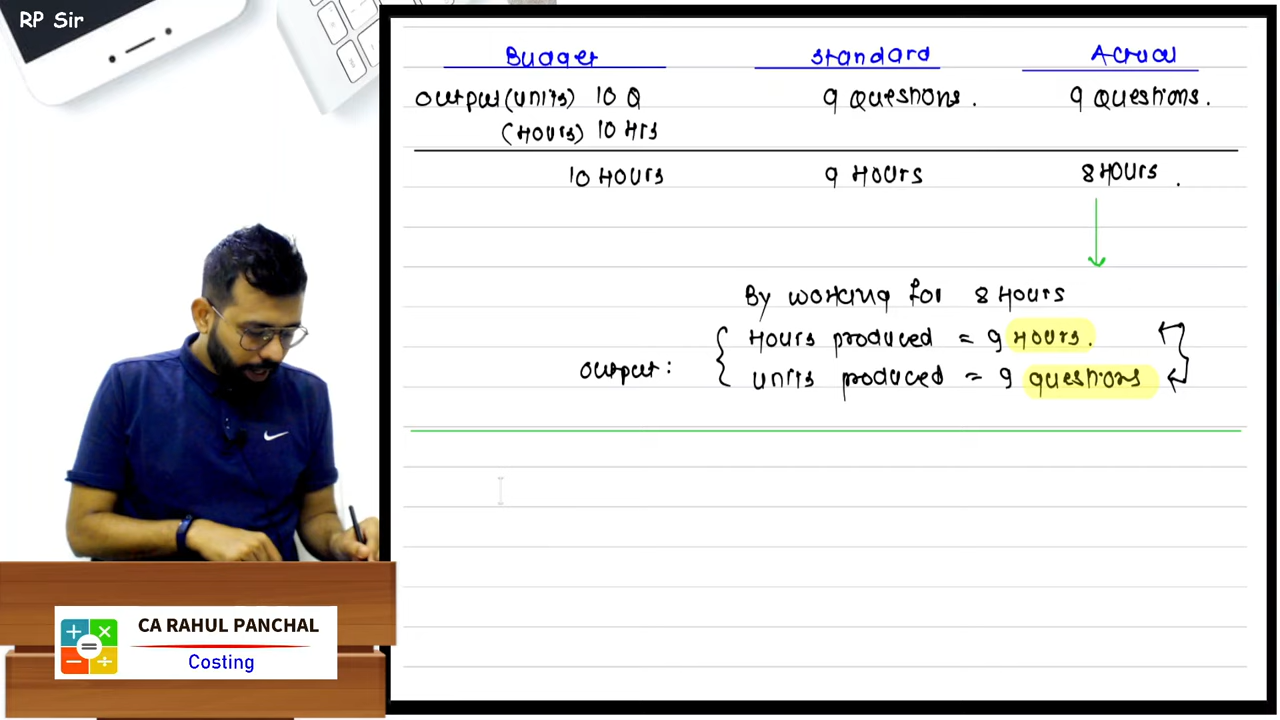 RP Sir
Budget Standard Actual
Output (Units) 10 Q 9 Questions. 9 Questions.
(Hours) 10 Hrs
10 Hours 9 Hours 8 Hours.
By working for 8 Hours
Output: Hours produced = 9 Hours.
Units produced = 9 questions
CA RAHUL PANCHAL
Costing